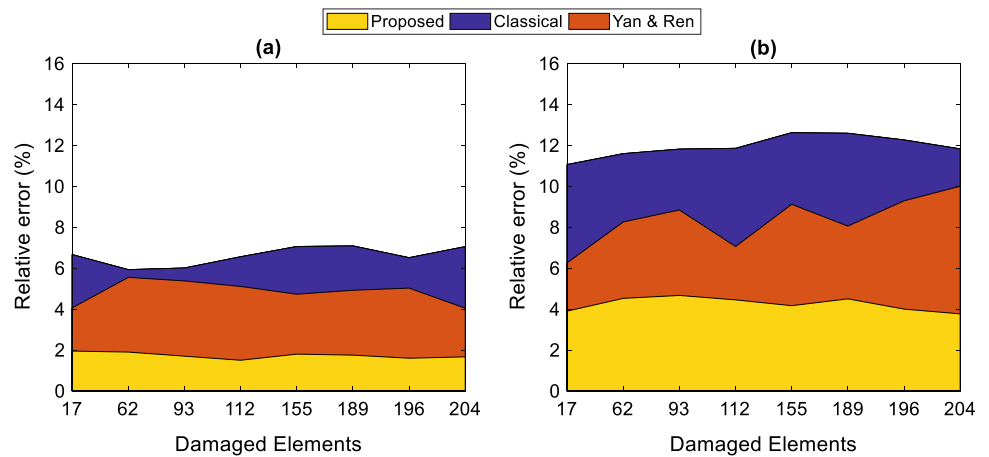 Proposed Classical Yan & Ren
(a)
16
14
12
10
8
6
4
2
0
Relative error (%)
17 62 93 112 155 189 196 204
Damaged Elements
(b)
16
14
12
10
8
6
4
2
0
Relative error (%)
17 62 93 112 155 189 196 204
Damaged Elements